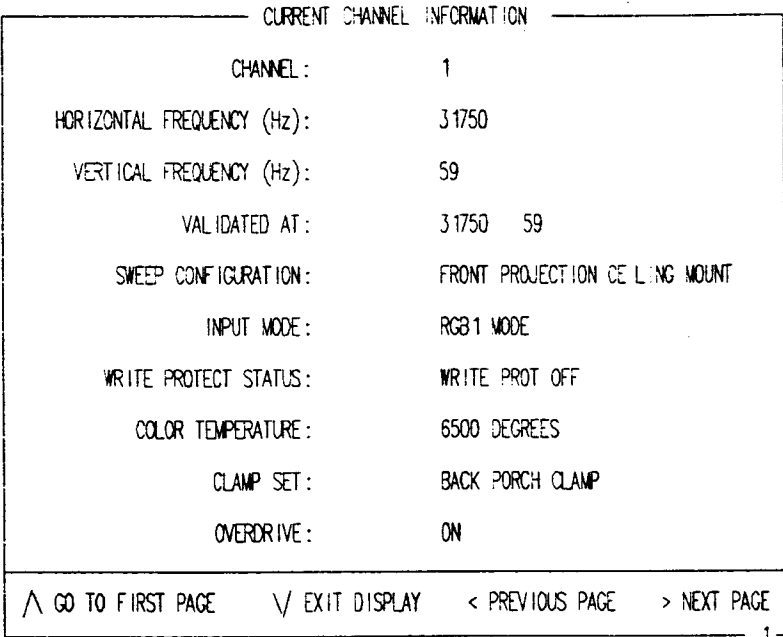 CURRENT CHANNEL INFORMATION
CHANNEL: 1
HORIZONTAL FREQUENCY (Hz): 31750
VERTICAL FREQUENCY (Hz): 59
VALIDATED AT: 31750 59
SWEEP CONFIGURATION: FRONT PROJECTION CEILING MOUNT
INPUT MODE: RGB1 MODE
WRITE PROTECT STATUS: WRITE PROT OFF
COLOR TEMPERATURE: 6500 DEGREES
CLAMP SET: BACK PORCH CLAMP
OVERDRIVE: ON
/\ GO TO FIRST PAGE \/ EXIT DISPLAY < PREVIOUS PAGE > NEXT PAGE
1